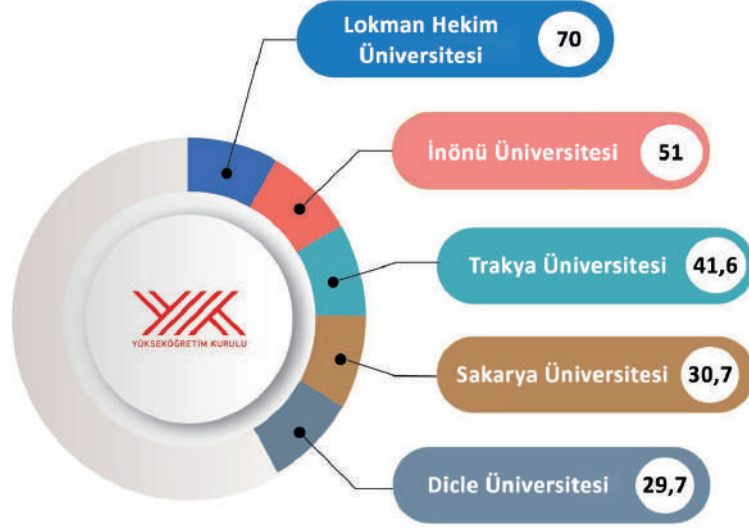 Lokman Hekim
Üniversitesi
70
İnönü Üniversitesi
51
Trakya Üniversitesi
41,6
YÜKSEKÖĞRETİM KURULU
Sakarya Üniversitesi
30,7
Dicle Üniversitesi
29,7